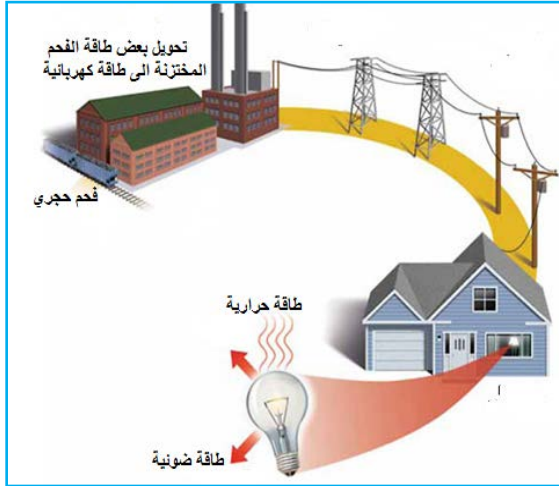 تحويل بعض طاقة الفحم
المختزنة الى طاقة كهربائية
فحم حجري
طاقة حرارية
طاقة ضوئية
ا